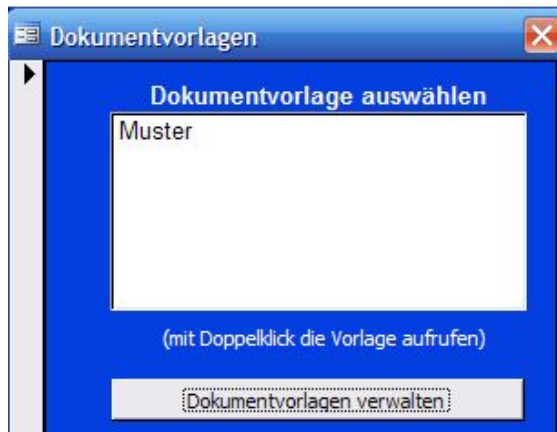 Dokumentvorlagen
Dokumentvorlage auswählen
Muster
(mit Doppelklick die Vorlage aufrufen)
Dokumentvorlagen verwalten